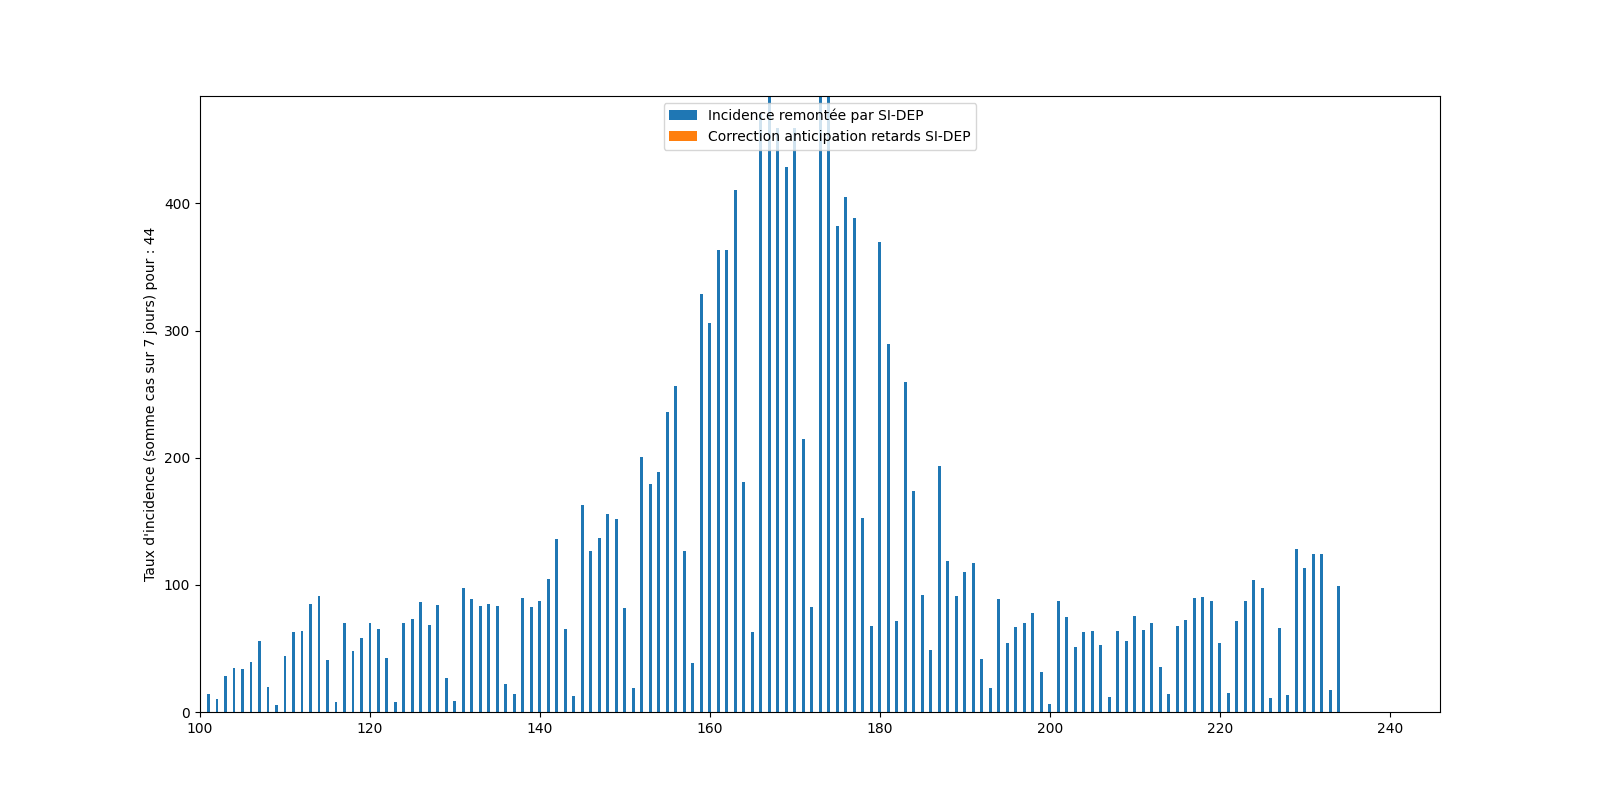 Incidence remontée par SI-DEP
Correction anticipation retards SI-DEP
Taux d'incidence (somme cas sur 7 jours) pour : 44
400
300
200
100
0
100 120 140 160 180 200 220 240